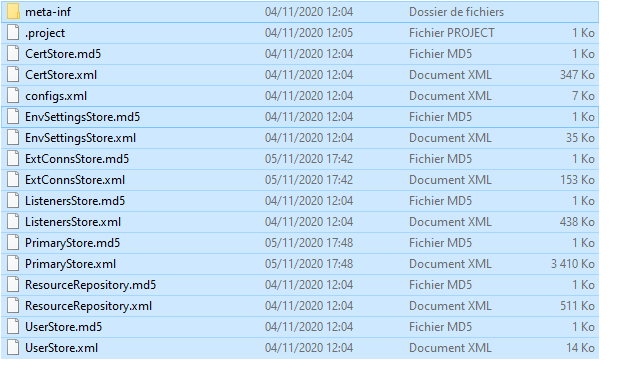 meta-inf 04/11/2020 12:04 Dossier de fichiers
.project 04/11/2020 12:05 Fichier PROJECT 1 Ko
CertStore.md5 04/11/2020 12:04 Fichier MD5 1 Ko
CertStore.xml 04/11/2020 12:04 Document XML 347 Ko
configs.xml 04/11/2020 12:04 Document XML 7 Ko
EnvSettingsStore.md5 04/11/2020 12:04 Fichier MD5 1 Ko
EnvSettingsStore.xml 04/11/2020 12:04 Document XML 35 Ko
ExtConnsStore.md5 05/11/2020 17:42 Fichier MD5 1 Ko
ExtConnsStore.xml 05/11/2020 17:42 Document XML 153 Ko
ListenersStore.md5 04/11/2020 12:04 Fichier MD5 1 Ko
ListenersStore.xml 04/11/2020 12:04 Document XML 438 Ko
PrimaryStore.md5 05/11/2020 17:48 Fichier MD5 1 Ko
PrimaryStore.xml 05/11/2020 17:48 Document XML 3 410 Ko
ResourceRepository.md5 04/11/2020 12:04 Fichier MD5 1 Ko
ResourceRepository.xml 04/11/2020 12:04 Document XML 511 Ko
UserStore.md5 04/11/2020 12:04 Fichier MD5 1 Ko
UserStore.xml 04/11/2020 12:04 Document XML 14 Ko